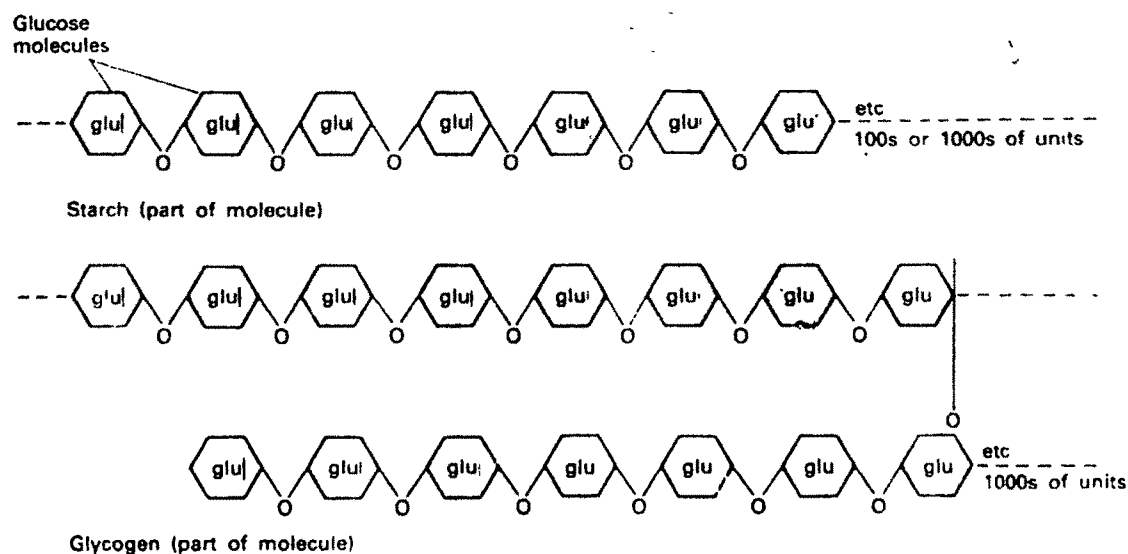 Glucose
molecules
glu glu glu glu glu glu glu
etc
100s or 1000s of units
O O O O O O
Starch (part of molecule)
glu glu glu glu glu glu glu glu
O O O O O O O
O
glu glu glu glu glu glu glu
etc
1000s of units
O O O O O O
Glycogen (part of molecule)